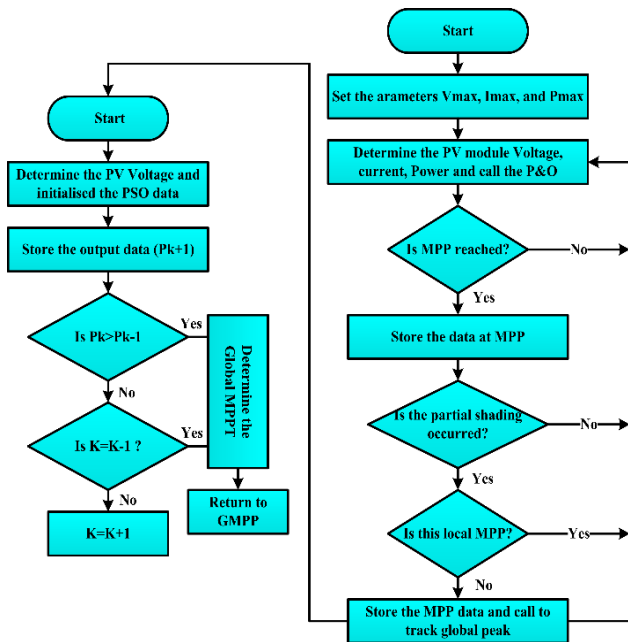 Start
Determine the PV Voltage and
initialised the PSO data
Store the output data (Pk+1)
Is Pk>Pk-1
Yes
No
Is K=K-1 ?
Yes
No
K=K+1
Determine the
Global MPPT
Return to
GMPP
Start
Set the arameters Vmax, Imax, and Pmax
Determine the PV module Voltage,
current, Power and call the P&O
Is MPP reached?
No
Yes
Store the data at MPP
Is the partial shading
occurred?
No
Yes
Is this local MPP?
Yes
No
Store the MPP data and call to
track global peak